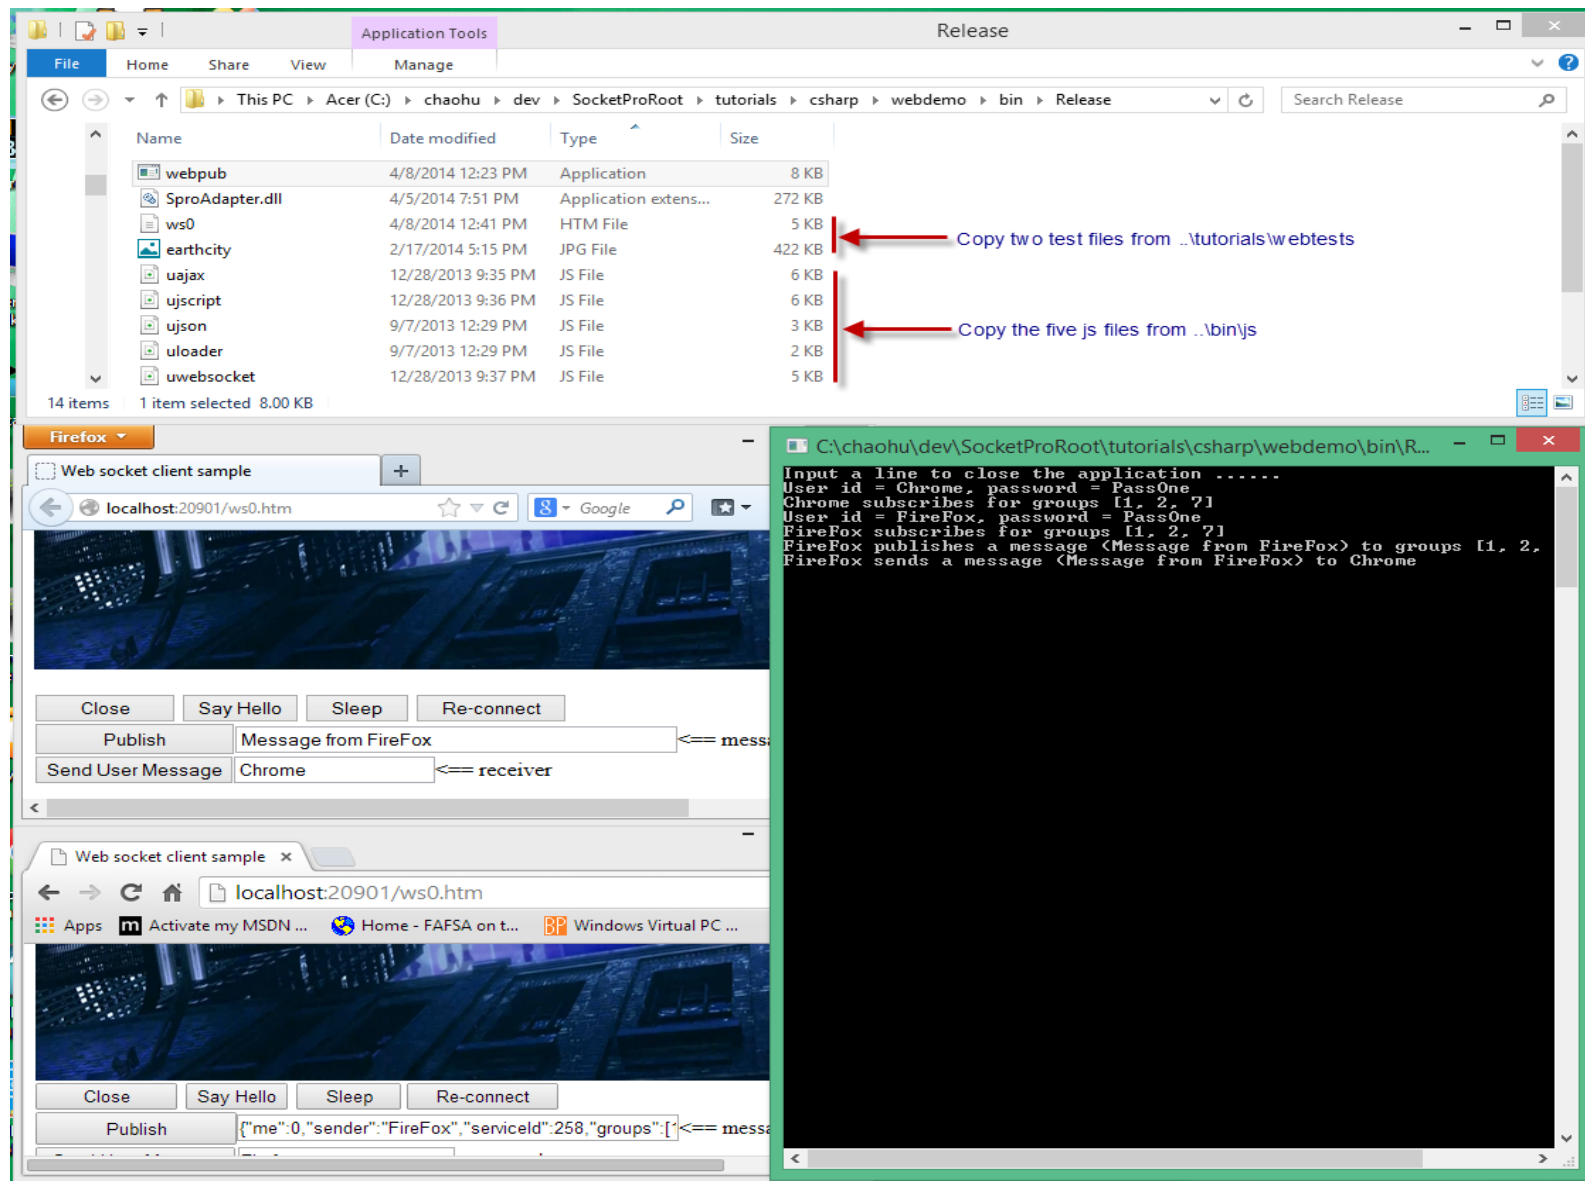 Application Tools
Release
File Home Share View Manage
This PC Acer (C:) chaohu dev SocketProRoot tutorials csharp webdemo bin Release Search Release
Name Date modified Type Size
webpub 4/8/2014 12:23 PM Application 8 KB
SproAdapter.dll 4/5/2014 7:51 PM Application extens... 272 KB
ws0 4/8/2014 12:41 PM HTM File 5 KB
earthcity 2/17/2014 5:15 PM JPG File 422 KB
Copy two test files from ..\tutorials\webtests
uajax 12/28/2013 9:35 PM JS File 6 KB
ujscript 12/28/2013 9:36 PM JS File 6 KB
ujson 9/7/2013 12:29 PM JS File 3 KB
Copy the five js files from ..\bin\js
uloader 9/7/2013 12:29 PM JS File 2 KB
uwebsocket 12/28/2013 9:37 PM JS File 5 KB
14 items 1 item selected 8.00 KB
Firefox
Web socket client sample
localhost:20901/ws0.htm Google
Close Say Hello Sleep Re-connect
Publish Message from FireFox <== messa
Send User Message Chrome <== receiver
Web socket client sample
localhost:20901/ws0.htm
Apps Activate my MSDN ... Home - FAFSA on t... BP Windows Virtual PC ...
Close Say Hello Sleep Re-connect
Publish {"me":0,"sender":"FireFox","serviceId":258,"groups":[1 <== messa
C:\chaohu\dev\SocketProRoot\tutorials\csharp\webdemo\bin\R...
Input a line to close the application ......
User id = Chrome, password = PassOne
Chrome subscribes for groups [1, 2, 7]
User id = FireFox, password = PassOne
FireFox subscribes for groups [1, 2, 7]
FireFox publishes a message (Message from FireFox) to groups [1, 2,
FireFox sends a message (Message from FireFox) to Chrome